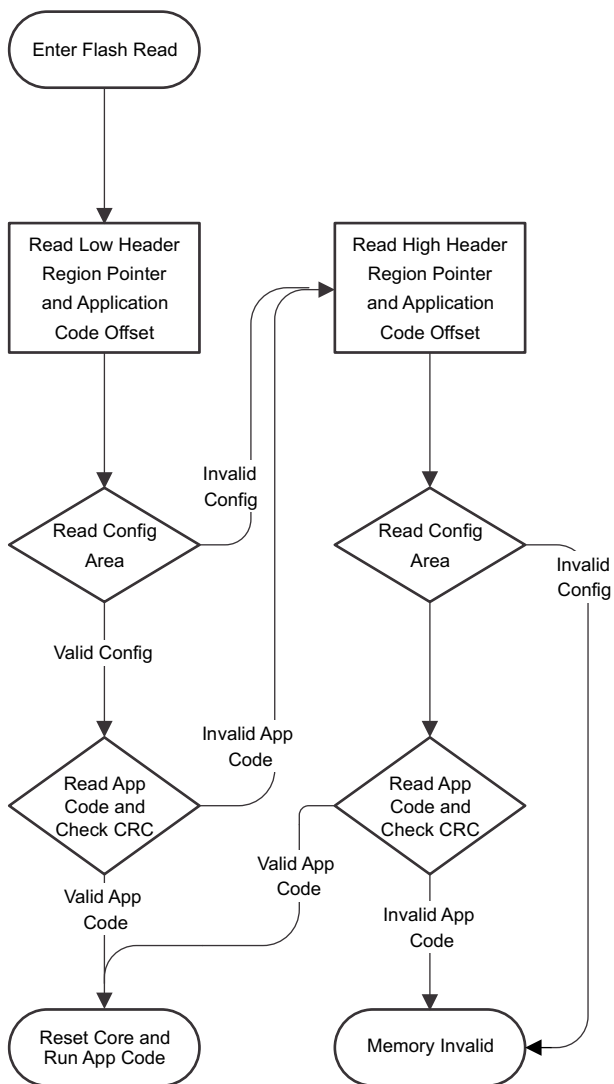 Enter Flash Read
Read Low Header
Region Pointer
and Application
Code Offset
Read High Header
Region Pointer
and Application
Code Offset
Invalid
Config
Read Config
Area
Read Config
Area
Invalid
Config
Valid Config
Invalid App
Code
Read App
Code and
Check CRC
Read App
Code and
Check CRC
Valid App
Code
Valid App
Code
Invalid App
Code
Reset Core and
Run App Code
Memory Invalid